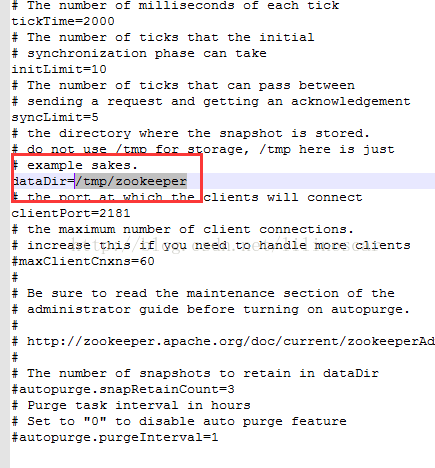 # The number of milliseconds of each tick
tickTime=2000
# The number of ticks that the initial
# synchronization phase can take
initLimit=10
# The number of ticks that can pass between
# sending a request and getting an acknowledgement
syncLimit=5
# the directory where the snapshot is stored.
# do not use /tmp for storage, /tmp here is just
# example sakes.
dataDir=/tmp/zookeeper
# the port at which the clients will connect
clientPort=2181
# the maximum number of client connections.
# increase this if you need to handle more clients
#maxClientCnxns=60
#
# Be sure to read the maintenance section of the
# administrator guide before turning on autopurge.
#
# http://zookeeper.apache.org/doc/current/zookeeperAd
#
# The number of snapshots to retain in dataDir
#autopurge.snapRetainCount=3
# Purge task interval in hours
# Set to "0" to disable auto purge feature
#autopurge.purgeInterval=1